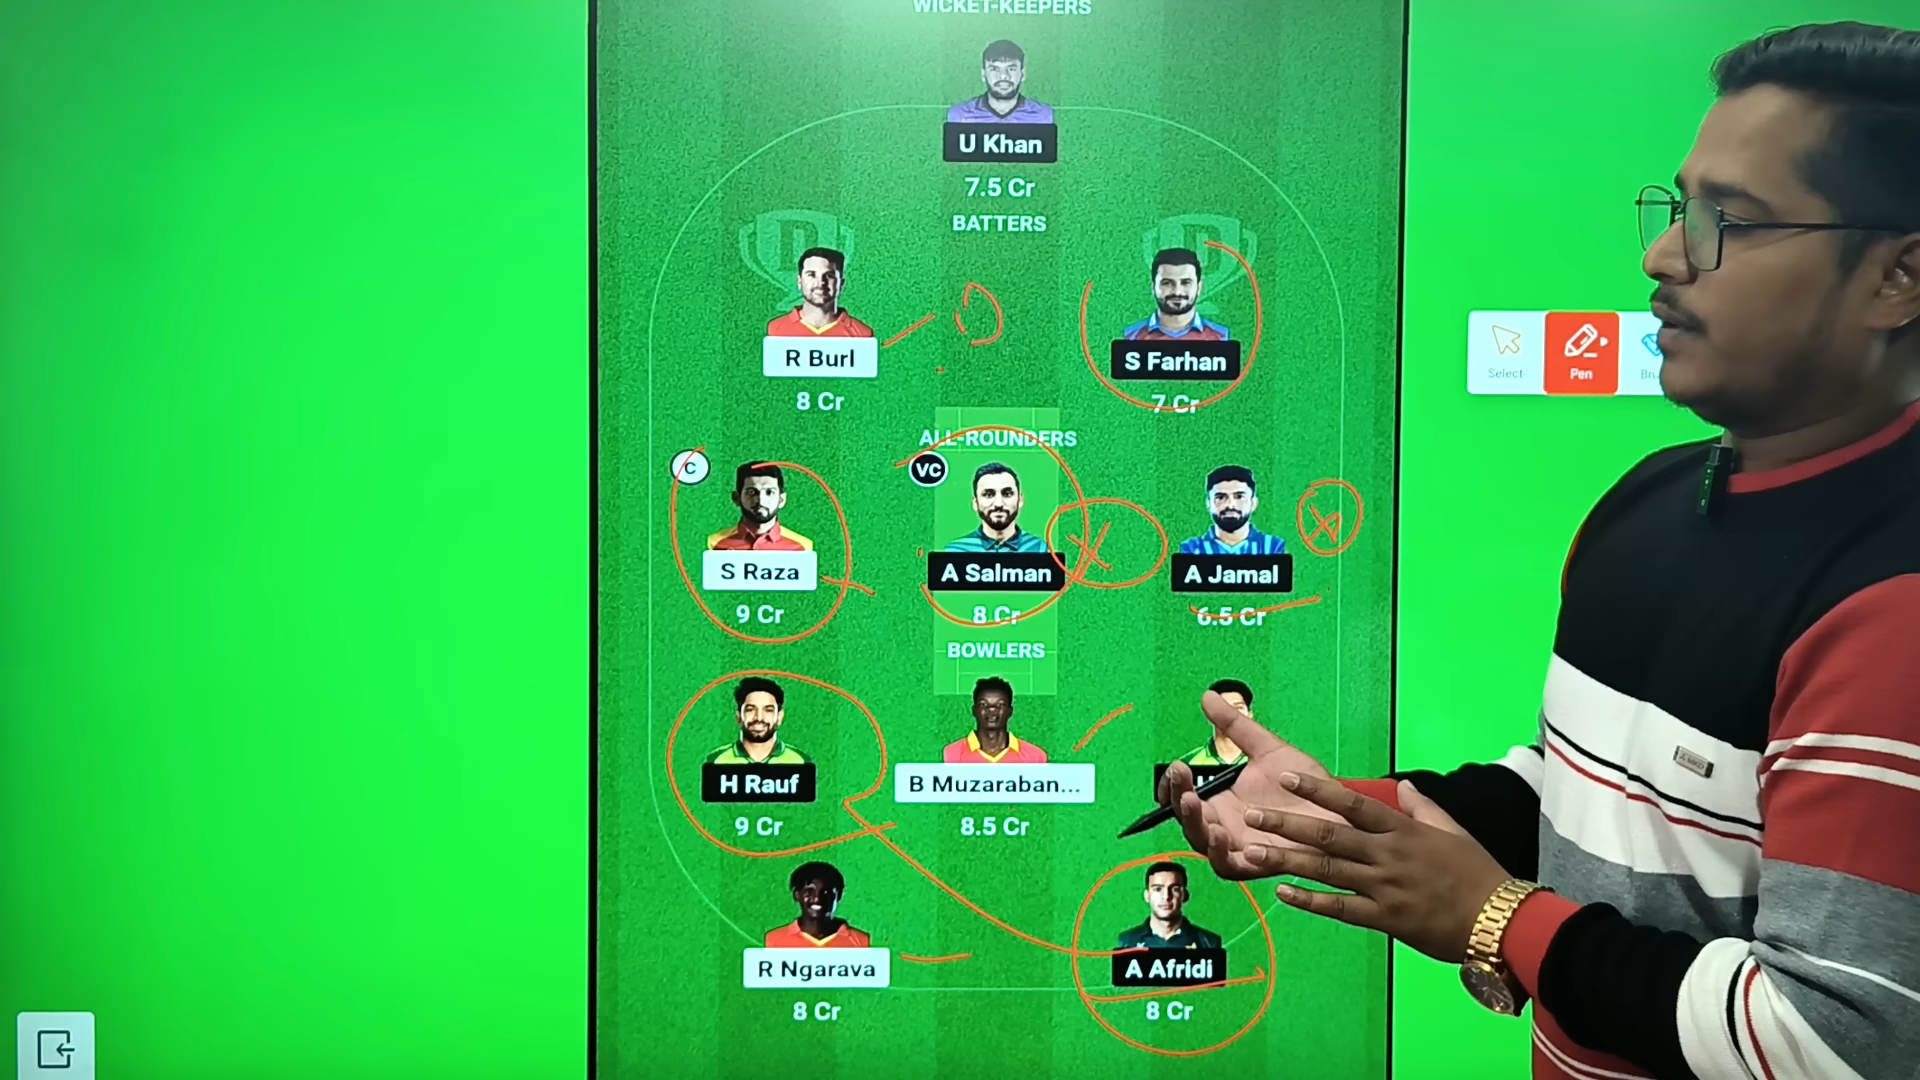 WICKET-KEEPERS
U Khan
7.5 Cr
BATTERS
R Burl
S Farhan
8 Cr
7 Cr
Select
Pen
ALL-ROUNDERS
C
VC
S Raza
A Salman
A Jamal
9 Cr
8 Cr
6.5 Cr
BOWLERS
H Rauf
B Muzaraban...
9 Cr
8.5 Cr
R Ngarava
A Afridi
8 Cr
8 Cr